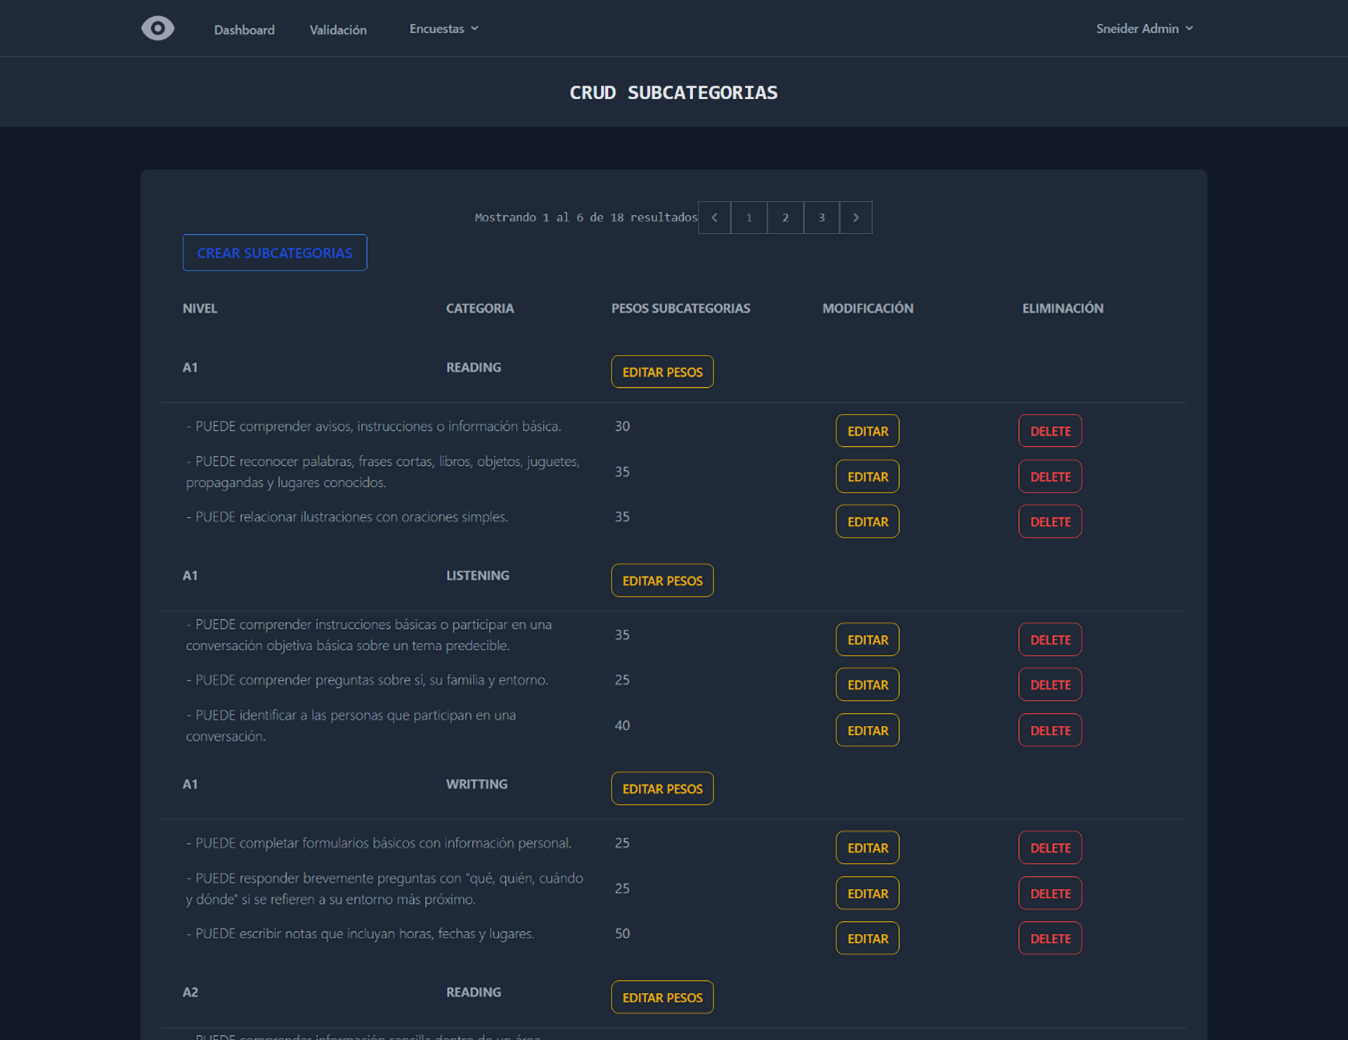 Dashboard Validación Encuestas Sneider Admin
CRUD SUBCATEGORIAS
Mostrando 1 al 6 de 18 resultados < 1 2 3 >
CREAR SUBCATEGORIAS
NIVEL CATEGORIA PESOS SUBCATEGORIAS MODIFICACIÓN ELIMINACIÓN
A1 READING EDITAR PESOS
- PUEDE comprender avisos, instrucciones o información básica. 30 EDITAR DELETE
- PUEDE reconocer palabras, frases cortas, libros, objetos, juguetes,
propagandas y lugares conocidos. 35 EDITAR DELETE
- PUEDE relacionar ilustraciones con oraciones simples. 35 EDITAR DELETE
A1 LISTENING EDITAR PESOS
- PUEDE comprender instrucciones básicas o participar en una
conversación objetiva básica sobre un tema predecible. 35 EDITAR DELETE
- PUEDE comprender preguntas sobre sí, su familia y entorno. 25 EDITAR DELETE
- PUEDE identificar a las personas que participan en una
conversación. 40 EDITAR DELETE
A1 WRITTING EDITAR PESOS
- PUEDE completar formularios básicos con información personal. 25 EDITAR DELETE
- PUEDE responder brevemente preguntas con "qué, quién, cuándo
y dónde" si se refieren a su entorno más próximo. 25 EDITAR DELETE
- PUEDE escribir notas que incluyan horas, fechas y lugares. 50 EDITAR DELETE
A2 READING EDITAR PESOS
- PUEDE comprender información sencilla dentro de un área